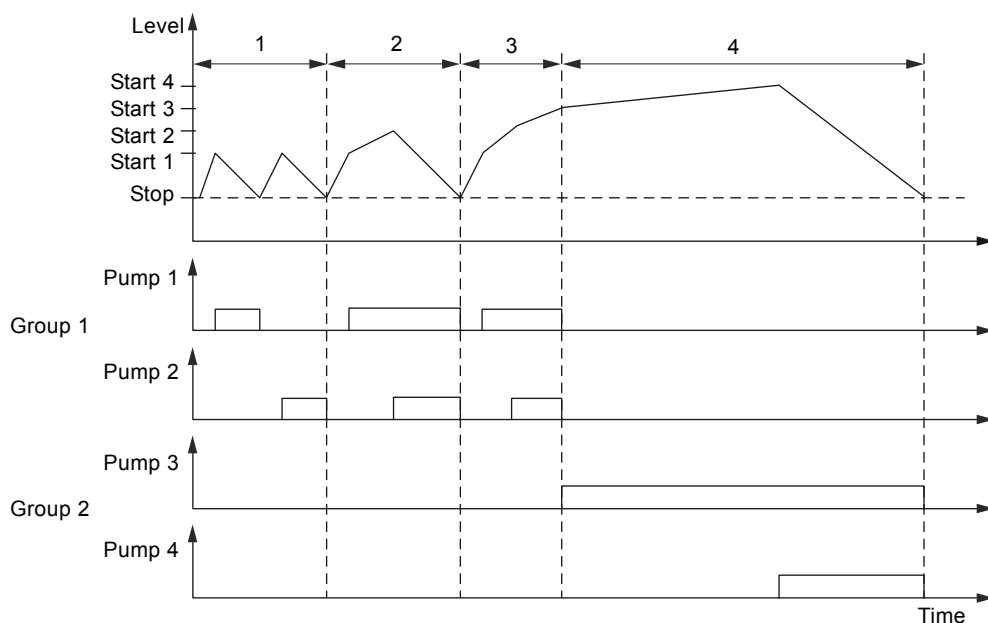 Level
1
2
3
4
Start 4
Start 3
Start 2
Start 1
Stop
Pump 1
Group 1
Pump 2
Pump 3
Group 2
Pump 4
Time